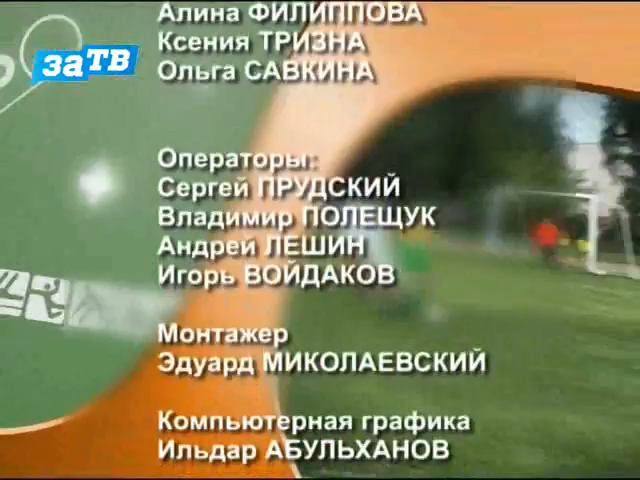 Алина ФИЛИППОВА
Ксения ТРИЗНА
Ольга САВКИНА
заТВ
Операторы:
Сергей ПРУДСКИЙ
Владимир ПОЛЕЩУК
Андрей ЛЕШИН
Игорь ВОЙДАКОВ
Монтажер
Эдуард МИКОЛАЕВСКИЙ
Компьютерная графика
Ильдар АБУЛЬХАНОВ